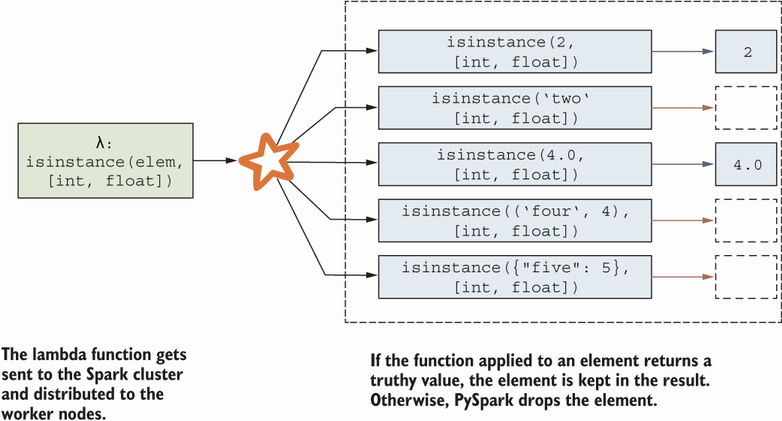 λ:
isinstance(elem,
[int, float])
isinstance(2,
[int, float])
2
isinstance(‘two‘
[int, float])
isinstance(4.0,
[int, float])
4.0
isinstance((‘four‘, 4),
[int, float])
isinstance({"five": 5},
[int, float])
The lambda function gets
sent to the Spark cluster
and distributed to the
worker nodes.
If the function applied to an element returns a
truthy value, the element is kept in the result.
Otherwise, PySpark drops the element.